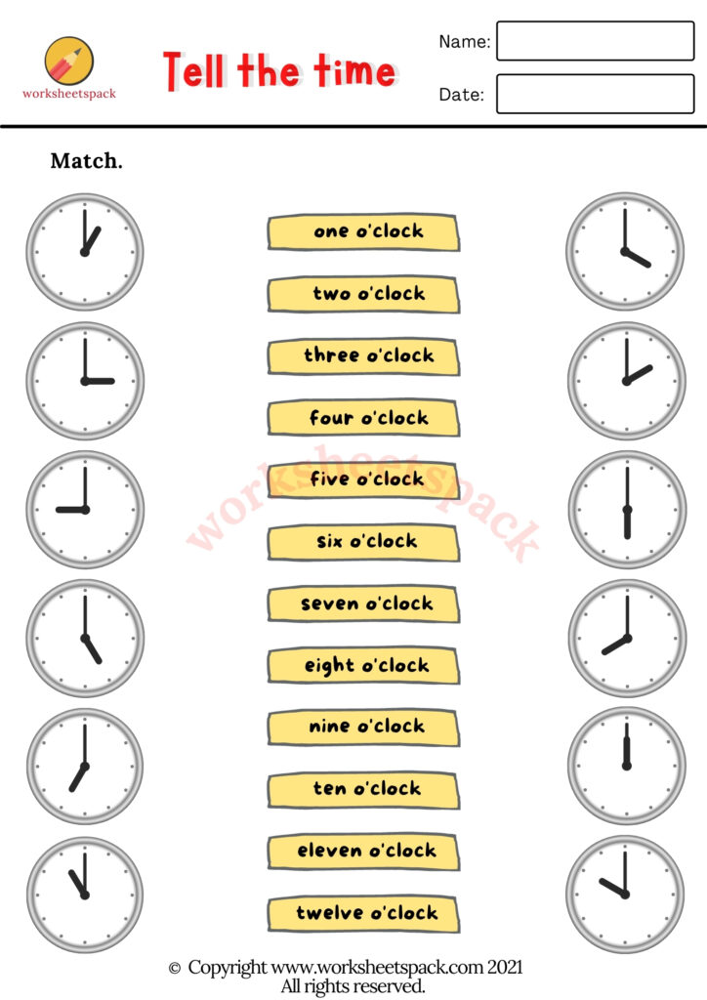 worksheetspack
Tell the time
Name:
Date:
Match.
one o'clock
two o'clock
three o'clock
four o'clock
five o'clock
six o'clock
seven o'clock
eight o'clock
nine o'clock
ten o'clock
eleven o'clock
twelve o'clock
worksheetspack
© Copyright www.worksheetspack.com 2021
All rights reserved.